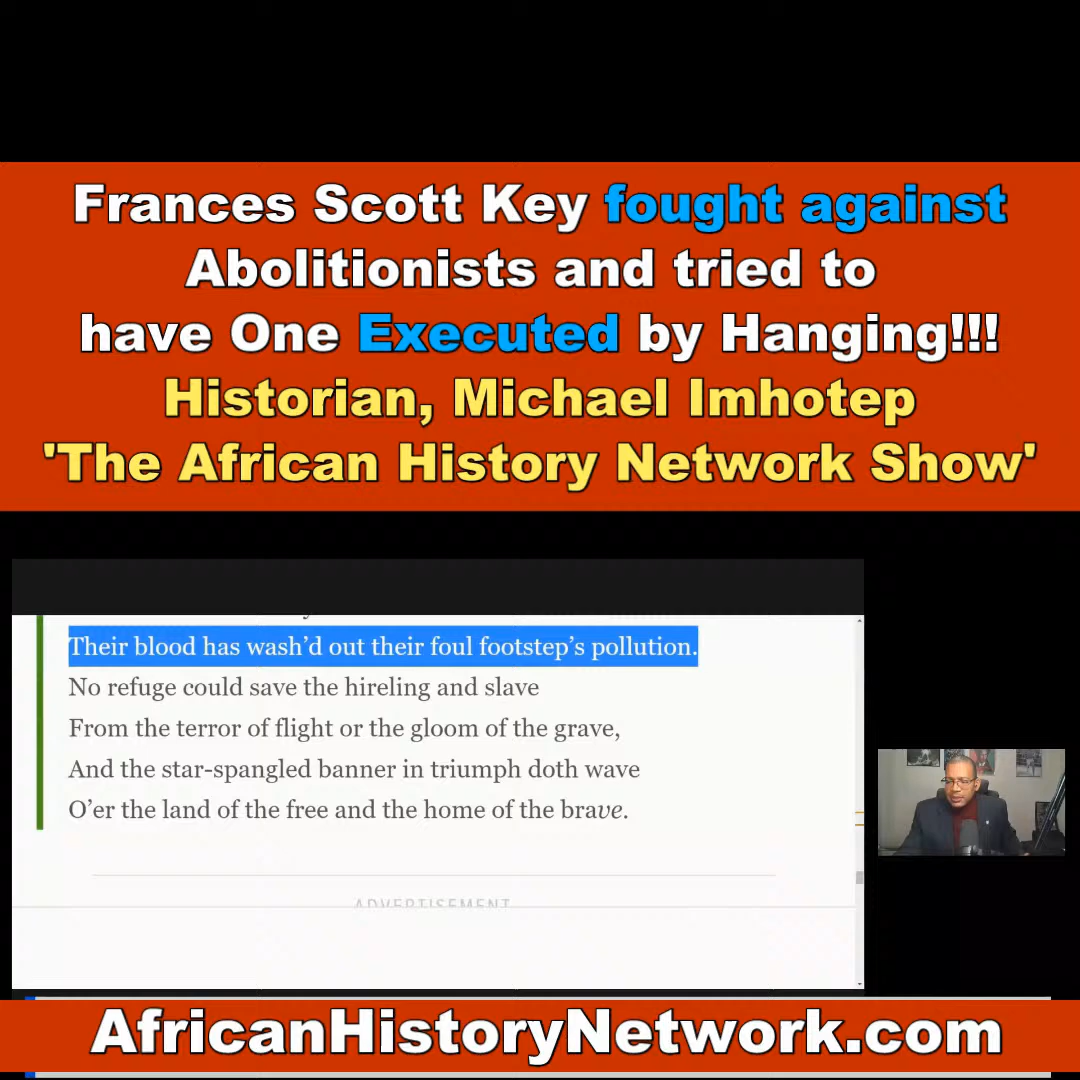 Frances Scott Key fought against
Abolitionists and tried to
have One Executed by Hanging!!!
Historian, Michael Imhotep
'The African History Network Show'
Their blood has wash’d out their foul footstep’s pollution.
No refuge could save the hireling and slave
From the terror of flight or the gloom of the grave,
And the star-spangled banner in triumph doth wave
O’er the land of the free and the home of the brave.
ADVERTISEMENT
AfricanHistoryNetwork.com